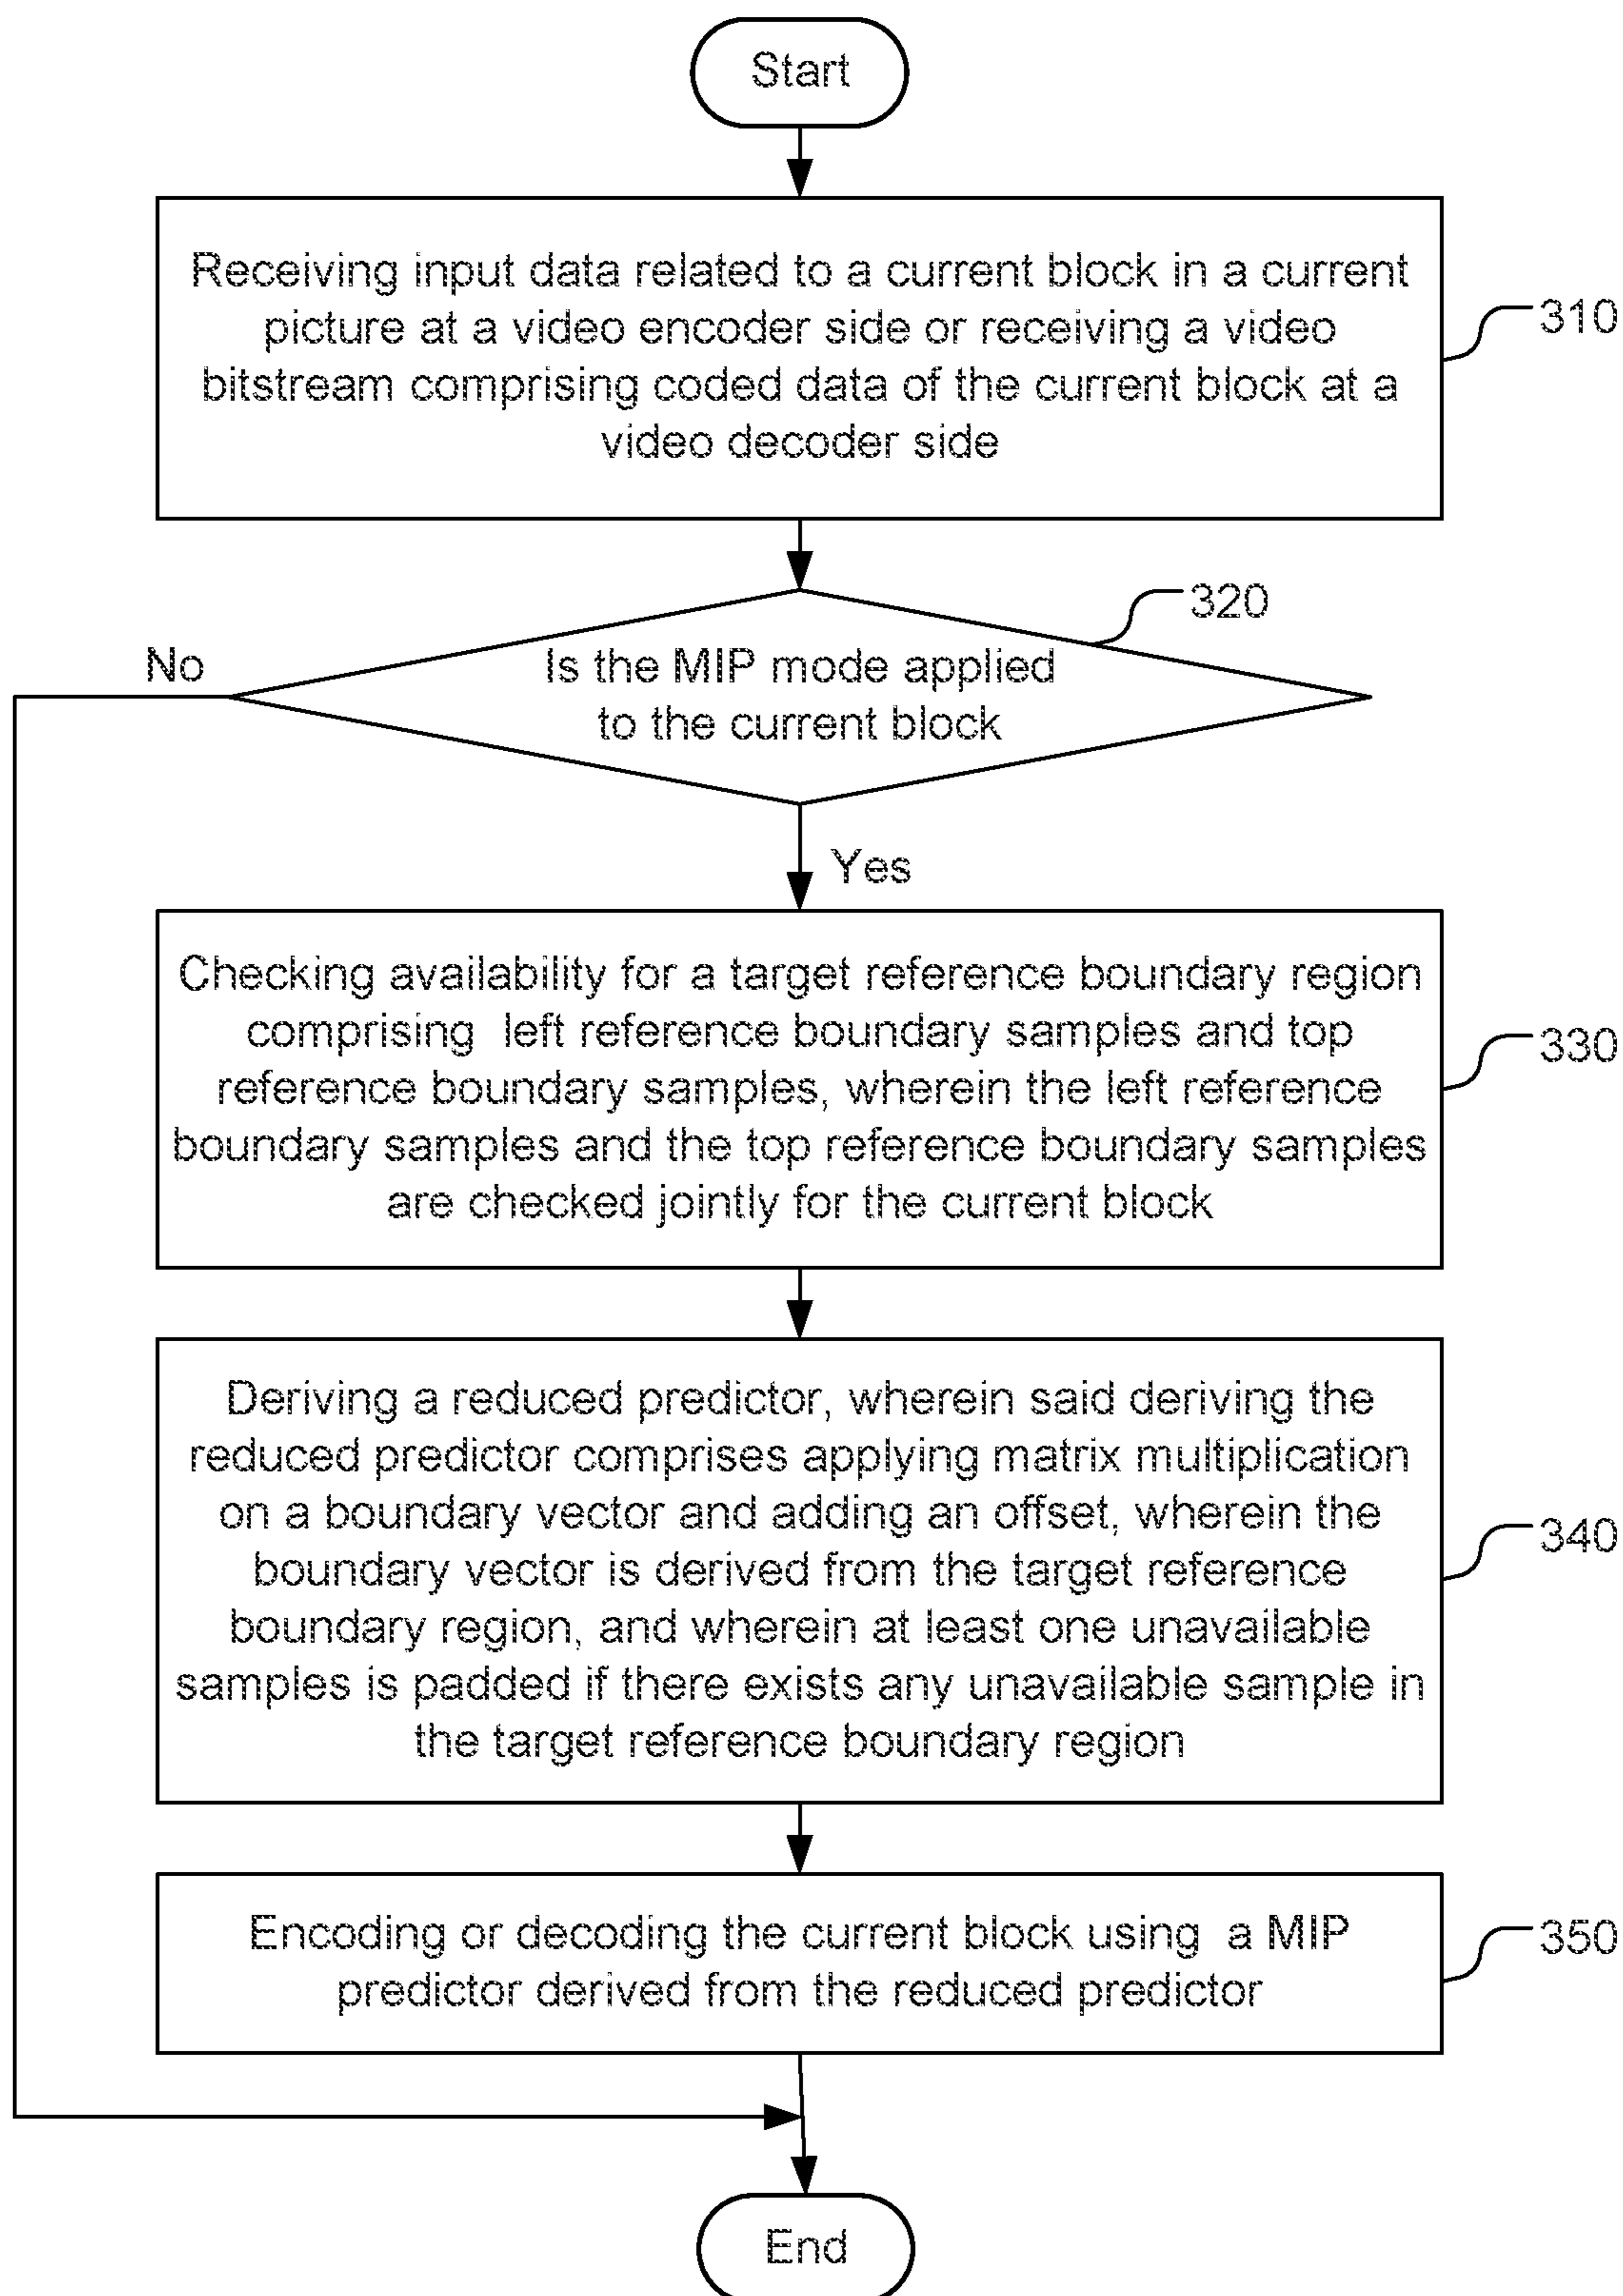 Start
Receiving input data related to a current block in a current
picture at a video encoder side or receiving a video
bitstream comprising coded data of the current block at a
video decoder side
310
320
No
Is the MIP mode applied
to the current block
Yes
Checking availability for a target reference boundary region
comprising left reference boundary samples and top
reference boundary samples, wherein the left reference
boundary samples and the top reference boundary samples
are checked jointly for the current block
330
Deriving a reduced predictor, wherein said deriving the
reduced predictor comprises applying matrix multiplication
on a boundary vector and adding an offset, wherein the
boundary vector is derived from the target reference
boundary region, and wherein at least one unavailable
samples is padded if there exists any unavailable sample in
the target reference boundary region
340
Encoding or decoding the current block using a MIP
predictor derived from the reduced predictor
350
End